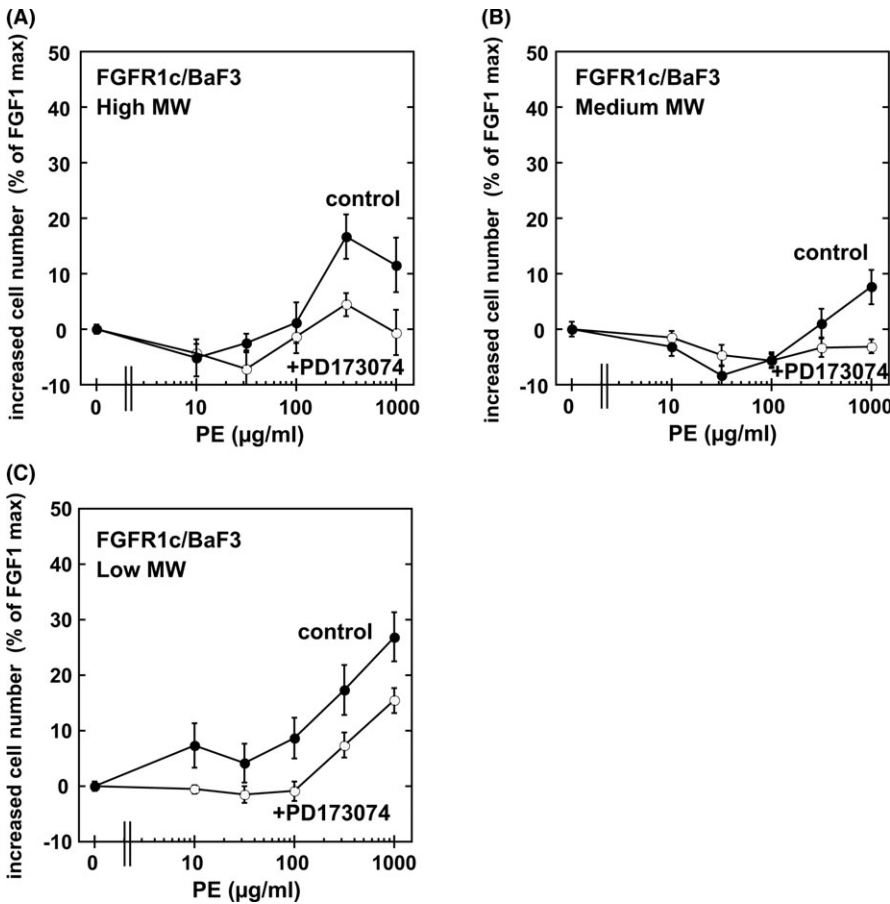 (A)
increased cell number (% of FGF1 max)
50
40
30
20
10
0
-10
FGFR1c/BaF3
High MW
control
+PD173074
0
10
100
1000
PE (µg/ml)
(B)
increased cell number (% of FGF1 max)
50
40
30
20
10
0
-10
FGFR1c/BaF3
Medium MW
control
+PD173074
0
10
100
1000
PE (µg/ml)
(C)
increased cell number (% of FGF1 max)
50
40
30
20
10
0
-10
FGFR1c/BaF3
Low MW
control
+PD173074
0
10
100
1000
PE (µg/ml)